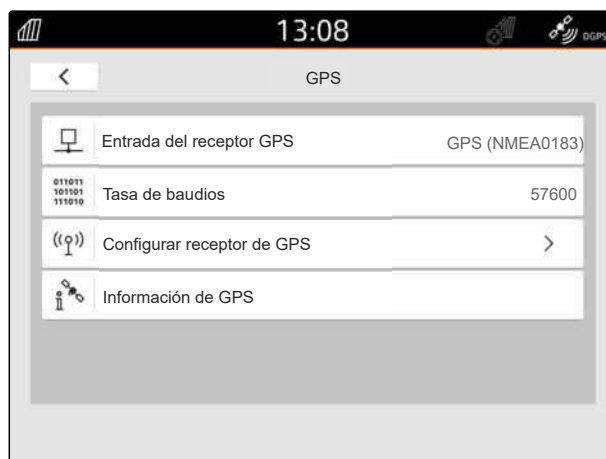 13:08
DGPS
GPS
Entrada del receptor GPS
GPS (NMEA0183)
011011
101101
111010
Tasa de baudios
57600
Configurar receptor de GPS
Información de GPS